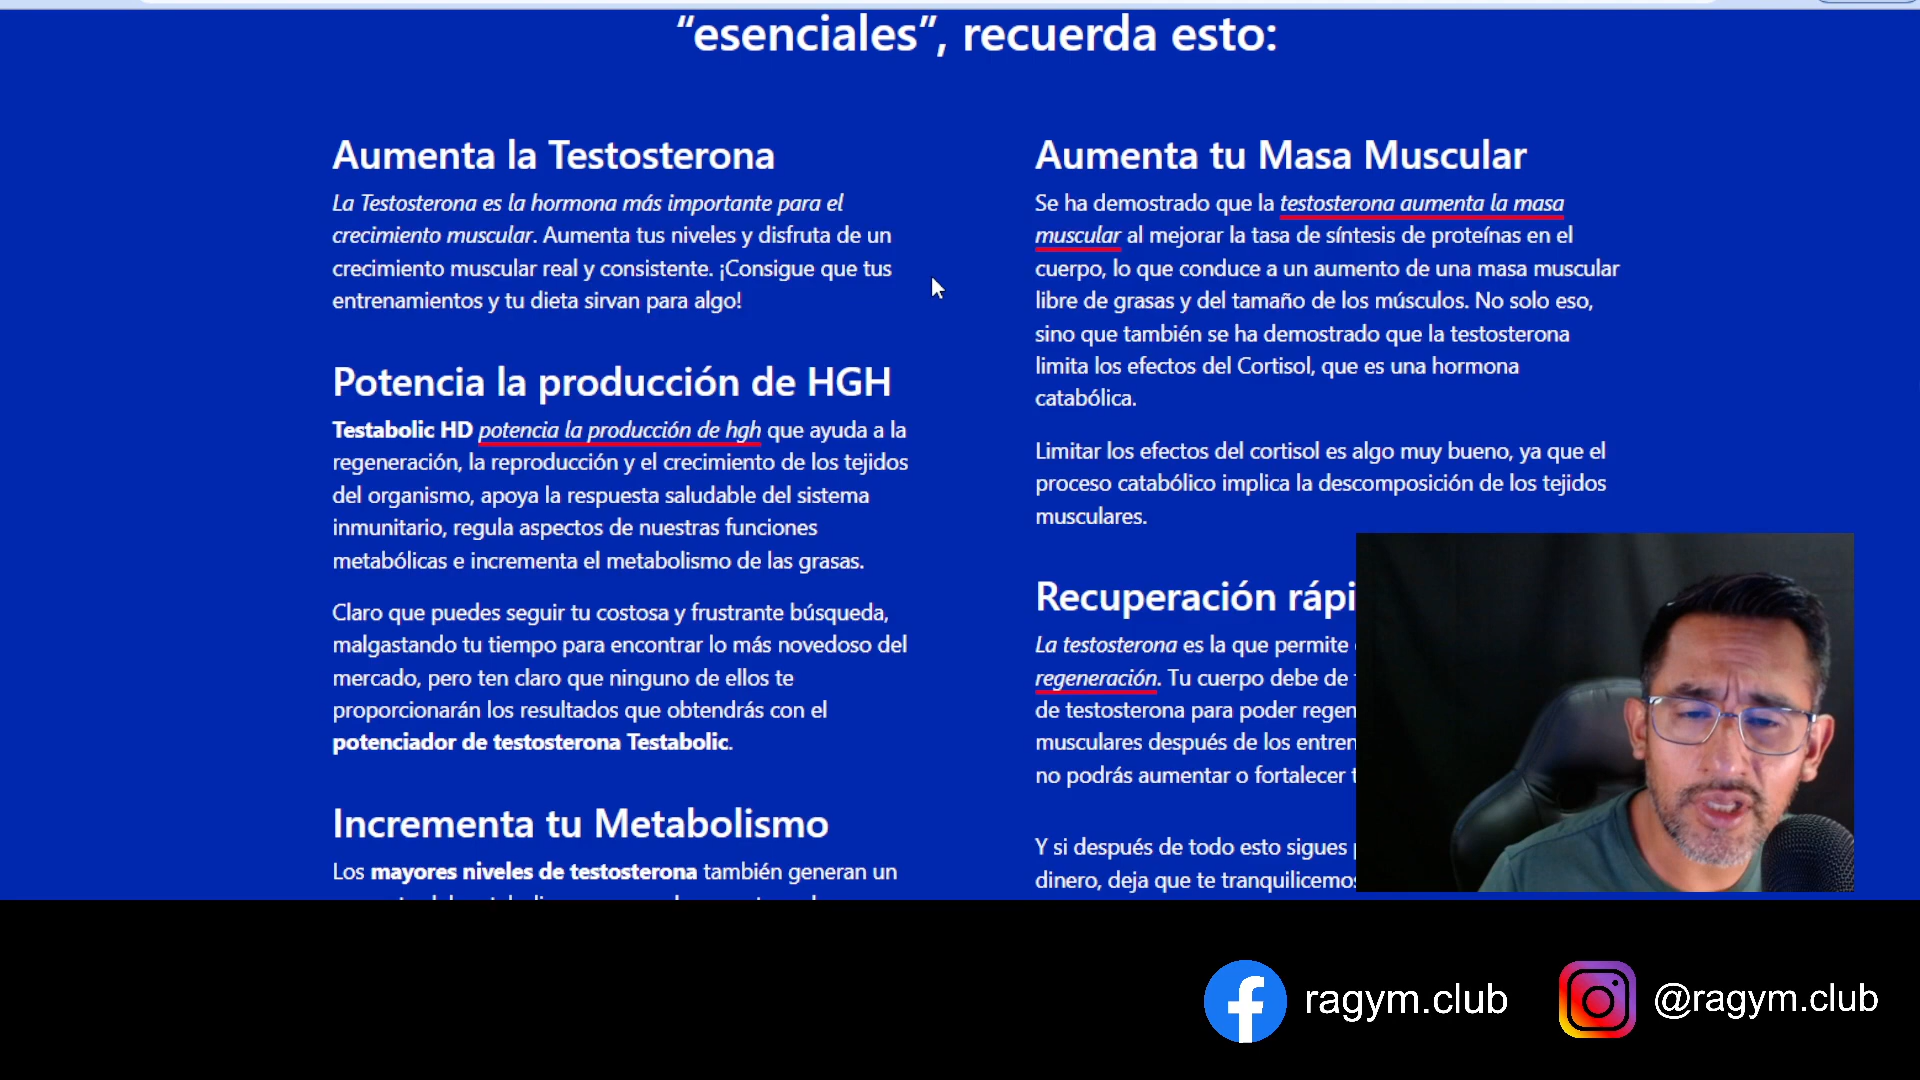 “esenciales”, recuerda esto:
Aumenta la Testosterona
La Testosterona es la hormona más importante para el
crecimiento muscular. Aumenta tus niveles y disfruta de un
crecimiento muscular real y consistente. ¡Consigue que tus
entrenamientos y tu dieta sirvan para algo!
Potencia la producción de HGH
Testabolic HD potencia la producción de hgh que ayuda a la
regeneración, la reproducción y el crecimiento de los tejidos
del organismo, apoya la respuesta saludable del sistema
inmunitario, regula aspectos de nuestras funciones
metabólicas e incrementa el metabolismo de las grasas.
Claro que puedes seguir tu costosa y frustrante búsqueda,
malgastando tu tiempo para encontrar lo más novedoso del
mercado, pero ten claro que ninguno de ellos te
proporcionarán los resultados que obtendrás con el
potenciador de testosterona Testabolic.
Incrementa tu Metabolismo
Los mayores niveles de testosterona también generan un
Aumenta tu Masa Muscular
Se ha demostrado que la testosterona aumenta la masa
muscular al mejorar la tasa de síntesis de proteínas en el
cuerpo, lo que conduce a un aumento de una masa muscular
libre de grasas y del tamaño de los músculos. No solo eso,
sino que también se ha demostrado que la testosterona
limita los efectos del Cortisol, que es una hormona
catabólica.
Limitar los efectos del cortisol es algo muy bueno, ya que el
proceso catabólico implica la descomposición de los tejidos
musculares.
Recuperación rápi
La testosterona es la que permite
regeneración. Tu cuerpo debe de
de testosterona para poder regen
musculares después de los entren
no podrás aumentar o fortalecer
Y si después de todo esto sigues
dinero, deja que te tranquilicemos
ragym.club
@ragym.club